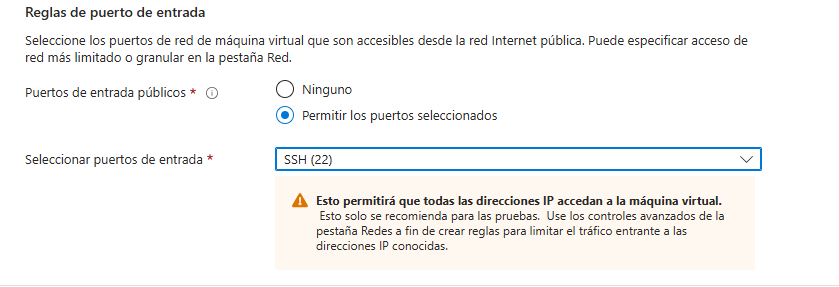 Reglas de puerto de entrada
Seleccione los puertos de red de máquina virtual que son accesibles desde la red Internet pública. Puede especificar acceso de
red más limitado o granular en la pestaña Red.
Puertos de entrada públicos *
Ninguno
Permitir los puertos seleccionados
Seleccionar puertos de entrada *
SSH (22)
Esto permitirá que todas las direcciones IP accedan a la máquina virtual.
Esto solo se recomienda para las pruebas. Use los controles avanzados de la
pestaña Redes a fin de crear reglas para limitar el tráfico entrante a las
direcciones IP conocidas.